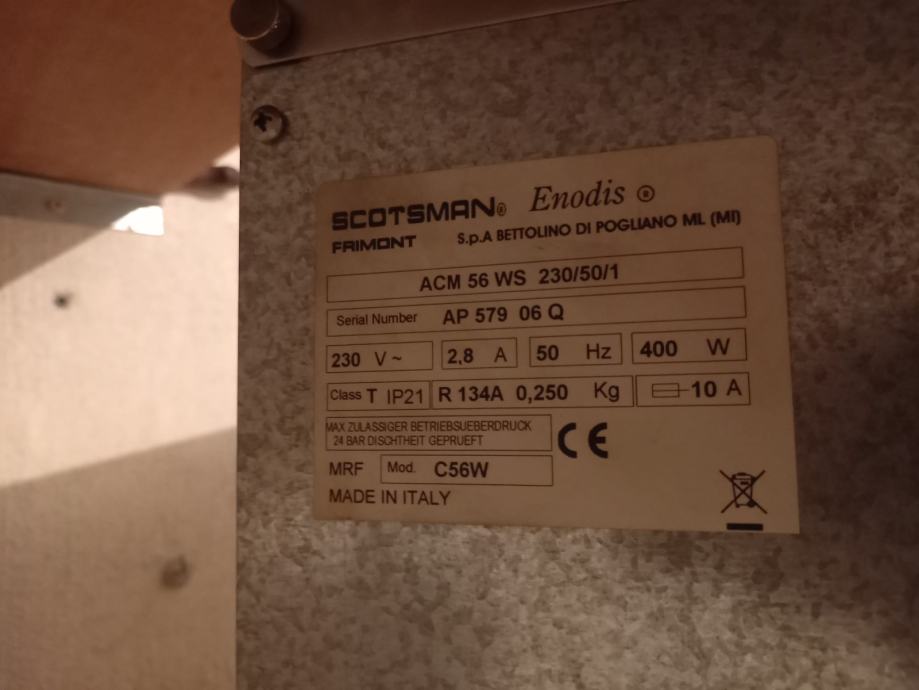 SCOTSMAN® Enodis ®
FRIMONT S.p.A BETTOLINO DI POGLIANO ML (MI)
ACM 56 WS 230/50/1
Serial Number AP 579 06 Q
230 V ~ 2,8 A 50 Hz 400 W
Class T IP21 R 134A 0,250 Kg 10 A
MAX ZULASSIGER BETRIEBSUEBERDRUCK
24 BAR DISCHTHEIT GEPRUEFT
CE
MRF Mod. C56W
MADE IN ITALY